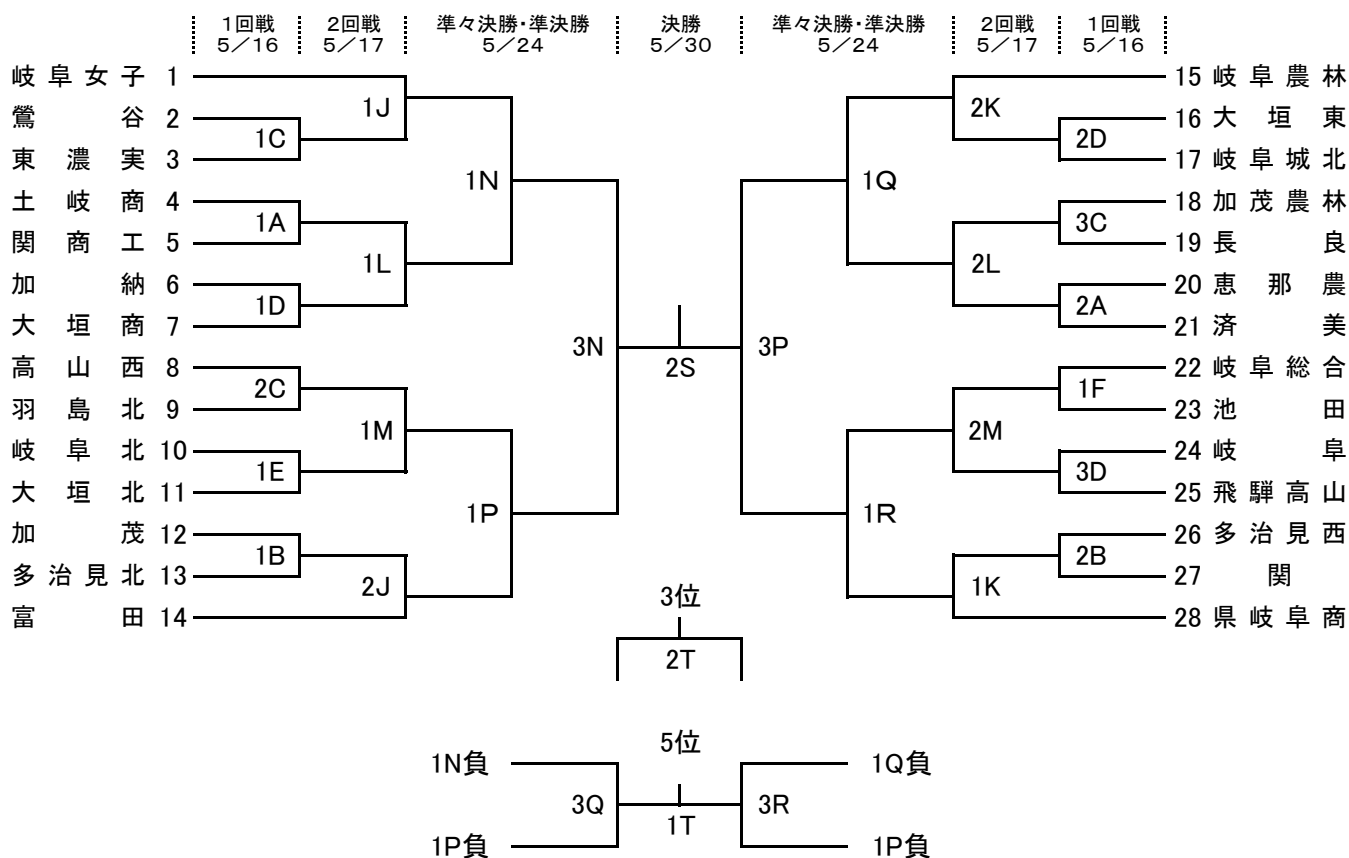 1回戦 2回戦 準々決勝・準決勝 決勝 準々決勝・準決勝 2回戦 1回戦
5／16 5／17 5／24 5／30 5／24 5／17 5／16
岐阜女子 1 15 岐阜農林
1J 2K
鶯谷 2 16 大垣東
1C 2D
東濃実 3 17 岐阜城北
1N 1Q
土岐商 4 18 加茂農林
1A 3C
関商工 5 19 長良
1L 2L
加納 6 20 恵那農
1D 2A
大垣商 7 21 済美
3N 2S 3P
高山西 8 22 岐阜総合
2C 1F
羽島北 9 23 池田
1M 2M
岐阜北 10 24 岐阜
1E 3D
大垣北 11 25 飛騨高山
1P 1R
加茂 12 26 多治見西
1B 2B
多治見北 13 27 関
2J 1K
富田 14 28 県岐阜商
3位
2T
5位
1N負 1Q負
3Q 1T 3R
1P負 1P負